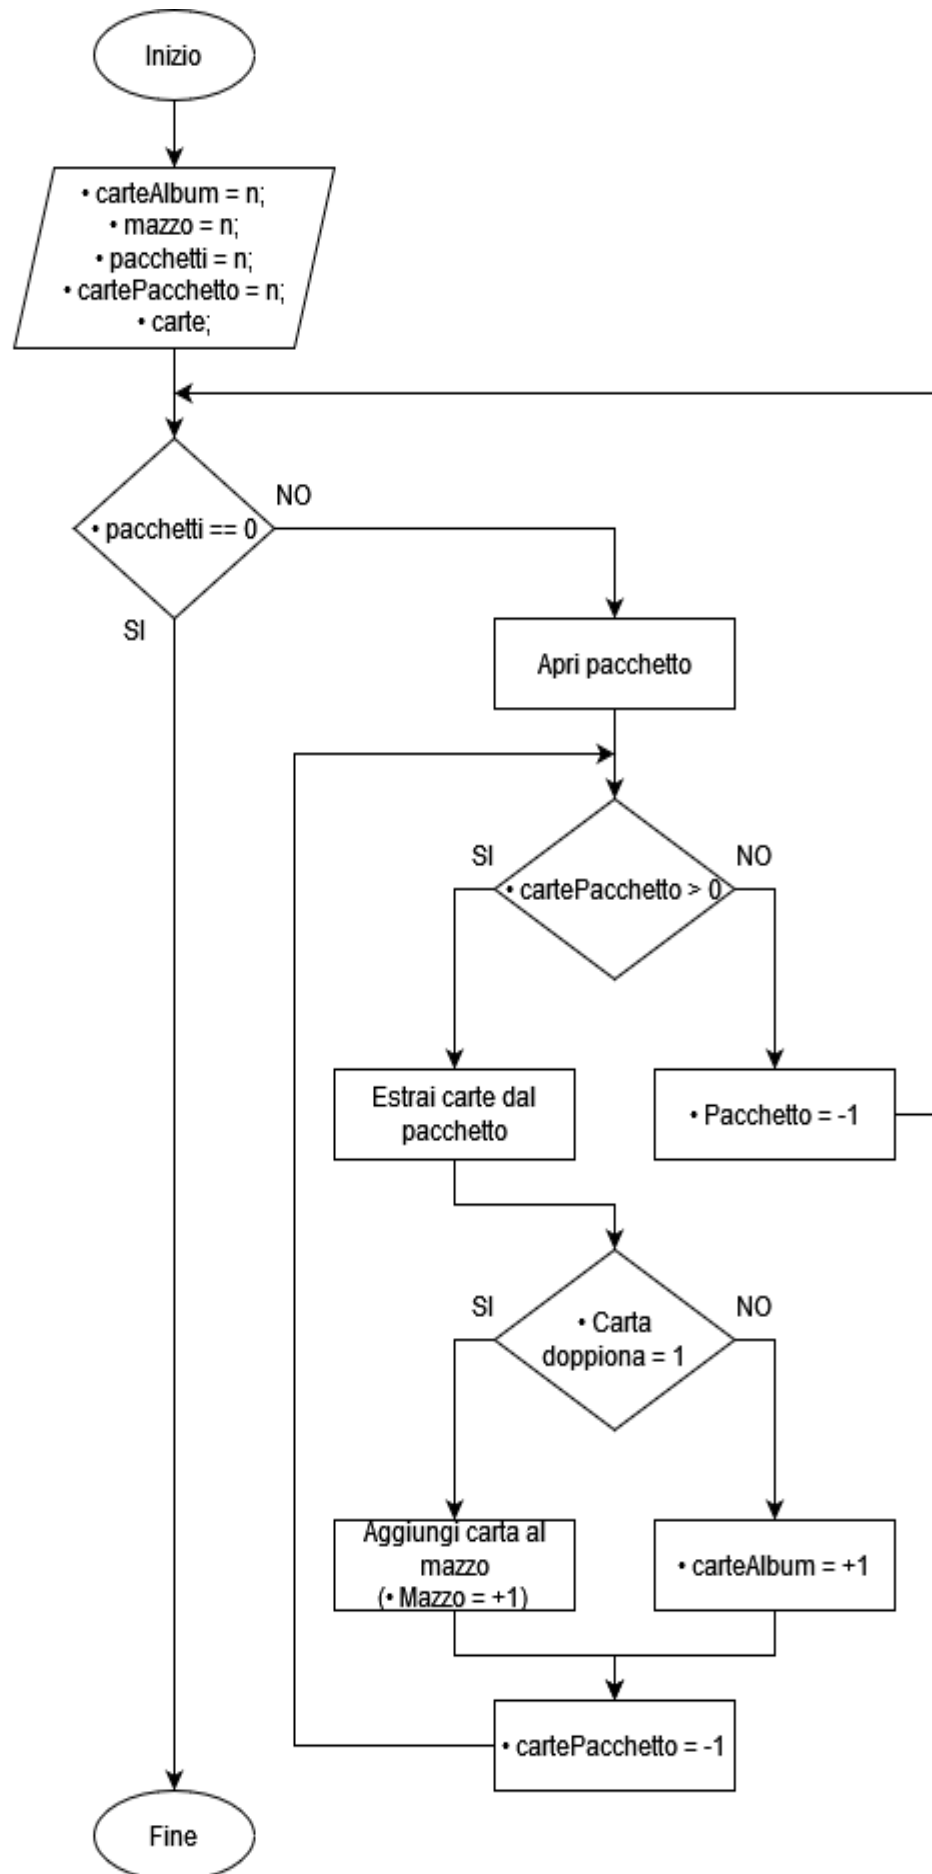 Inizio
• carteAlbum = n;
• mazzo = n;
• pacchetti = n;
• cartePacchetto = n;
• carte;
• pacchetti == 0
NO
SI
Apri pacchetto
SI
NO
• cartePacchetto > 0
Estrai carte dal
pacchetto
• Pacchetto = -1
SI
NO
• Carta
doppiona = 1
Aggiungi carta al
mazzo
(• Mazzo = +1)
• carteAlbum = +1
• cartePacchetto = -1
Fine